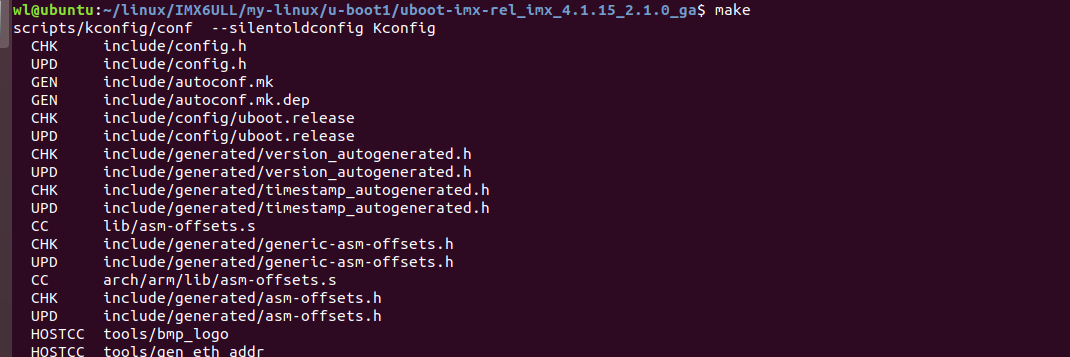 wl@ubuntu:~/linux/IMX6ULL/my-linux/u-boot1/uboot-imx-rel_imx_4.1.15_2.1.0_ga$ make
scripts/kconfig/conf  --silentoldconfig Kconfig
  CHK     include/config.h
  UPD     include/config.h
  GEN     include/autoconf.mk
  GEN     include/autoconf.mk.dep
  CHK     include/config/uboot.release
  UPD     include/config/uboot.release
  CHK     include/generated/version_autogenerated.h
  UPD     include/generated/version_autogenerated.h
  CHK     include/generated/timestamp_autogenerated.h
  UPD     include/generated/timestamp_autogenerated.h
  CC      lib/asm-offsets.s
  CHK     include/generated/generic-asm-offsets.h
  UPD     include/generated/generic-asm-offsets.h
  CC      arch/arm/lib/asm-offsets.s
  CHK     include/generated/asm-offsets.h
  UPD     include/generated/asm-offsets.h
  HOSTCC  tools/bmp_logo
  HOSTCC  tools/gen_eth_addr